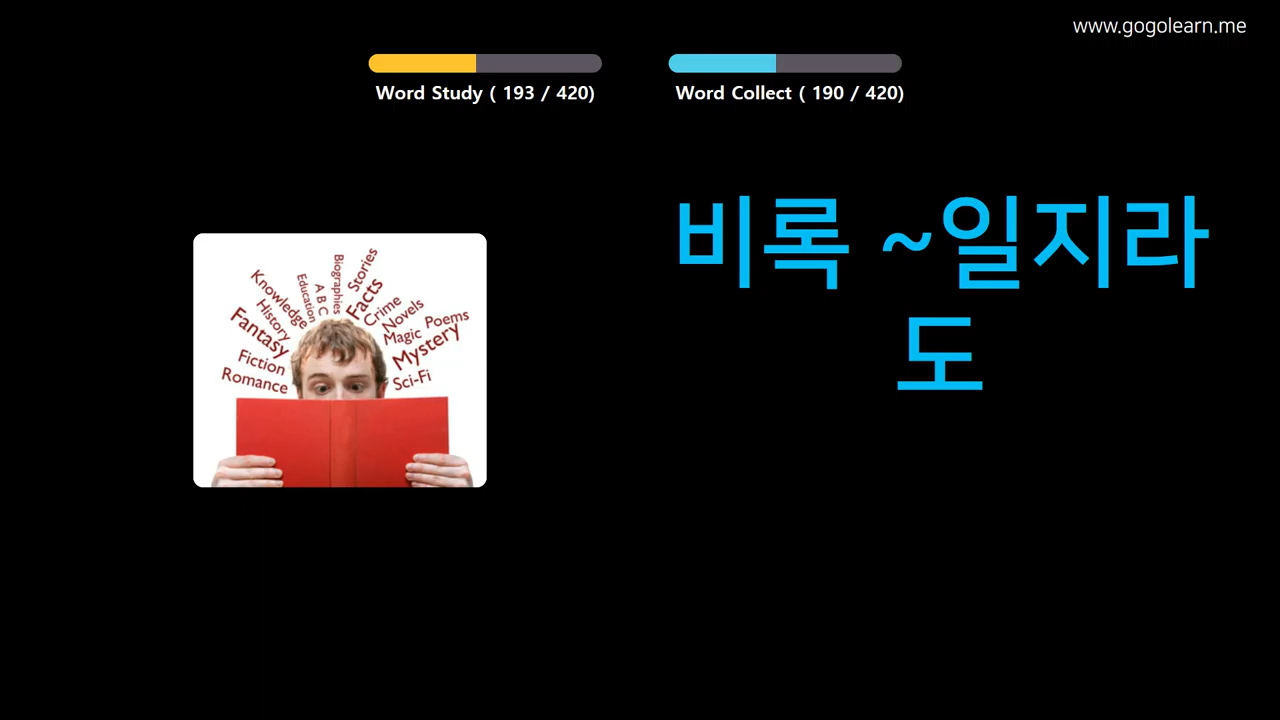 www.gogolearn.me
Word Study ( 193 / 420)
Word Collect ( 190 / 420)
비록 ~일지라
도
Biographies
Stories
Knowledge
Education
A B C
Facts
History
Crime
Novels
Fantasy
Magic
Poems
Mystery
Fiction
Romance
Sci-Fi